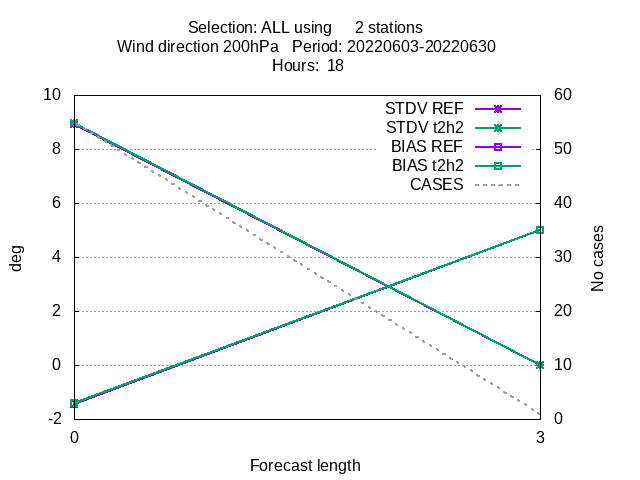 Selection: ALL using     2 stations
Wind direction 200hPa   Period: 20220603-20220630
Hours: 18
10
8
6
4
2
0
-2
60
50
40
30
20
10
0
STDV REF
STDV t2h2
BIAS REF
BIAS t2h2
CASES
deg
No cases
0
3
Forecast length